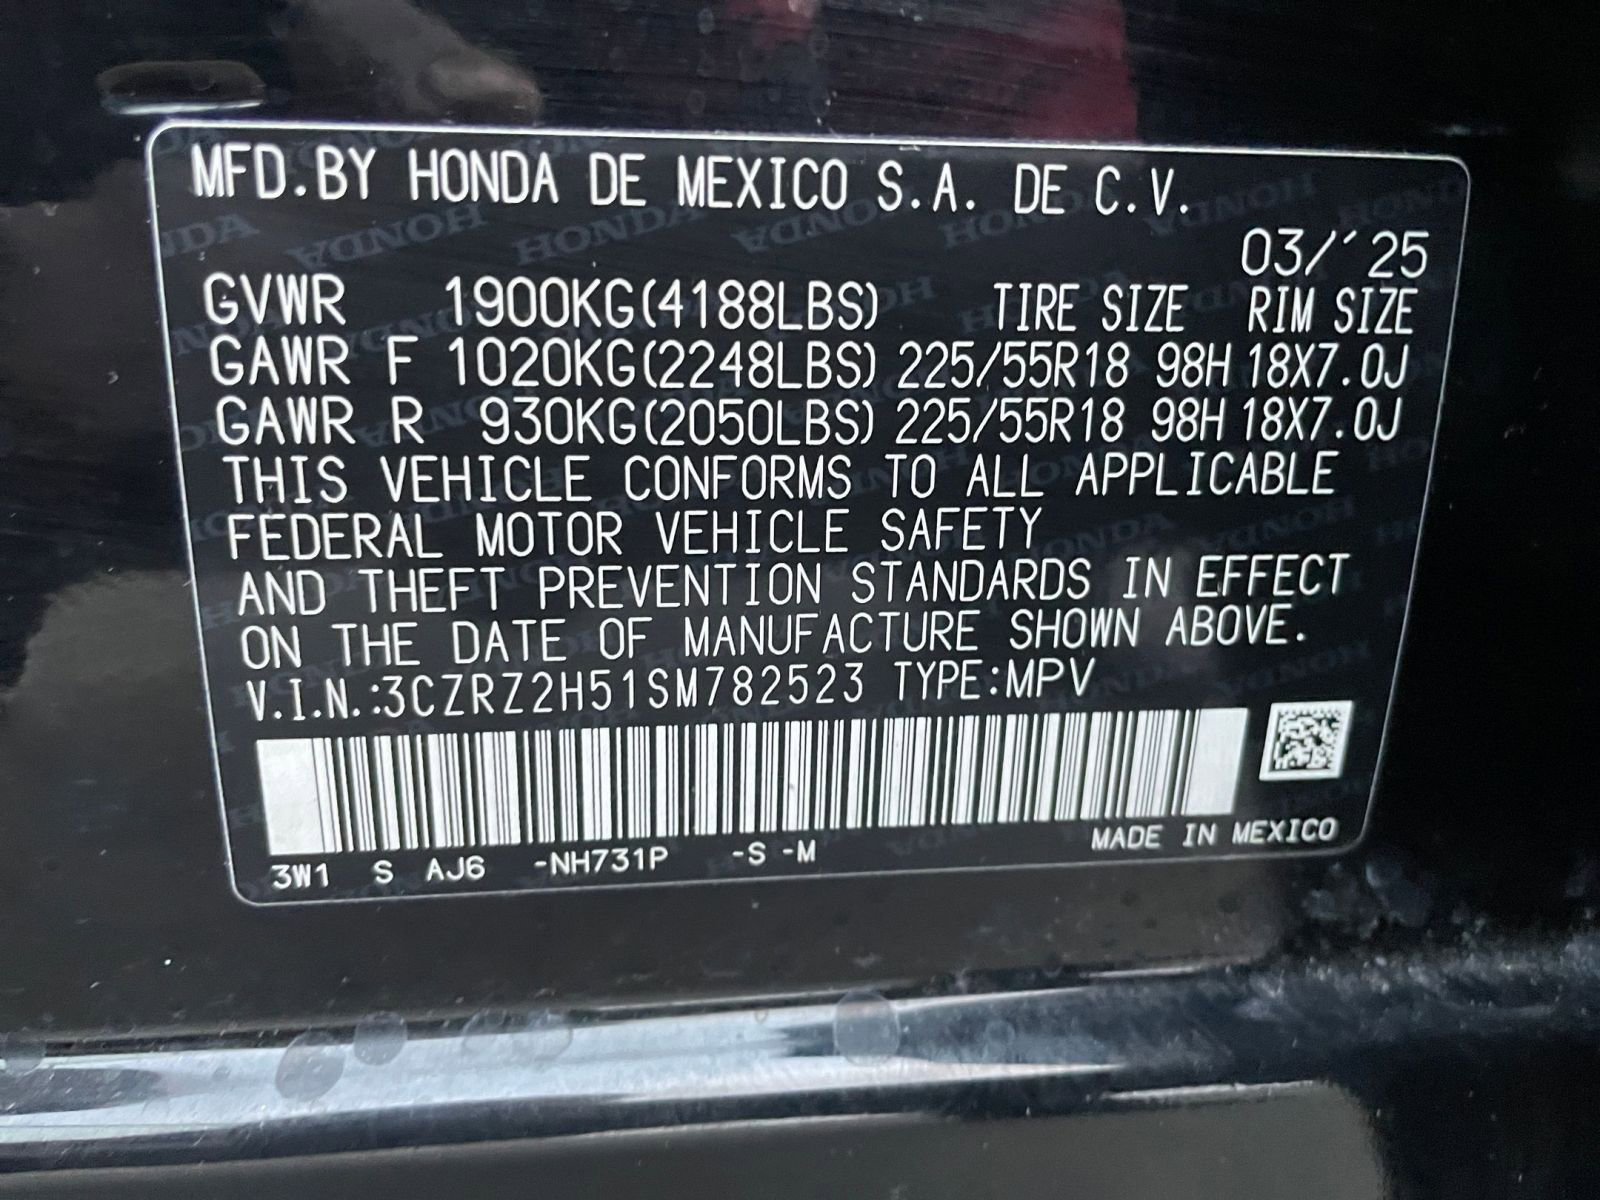 MFD.BY HONDA DE MEXICO S.A. DE C.V.
03/´25
GVWR 1900KG(4188LBS) TIRE SIZE RIM SIZE
GAWR F 1020KG(2248LBS) 225/55R18 98H 18X7.0J
GAWR R 930KG(2050LBS) 225/55R18 98H 18X7.0J
THIS VEHICLE CONFORMS TO ALL APPLICABLE
FEDERAL MOTOR VEHICLE SAFETY
AND THEFT PREVENTION STANDARDS IN EFFECT
ON THE DATE OF MANUFACTURE SHOWN ABOVE.
V.I.N.:3CZRZ2H51SM782523 TYPE:MPV
MADE IN MEXICO
3W1 S AJ6 -NH731P -S -M